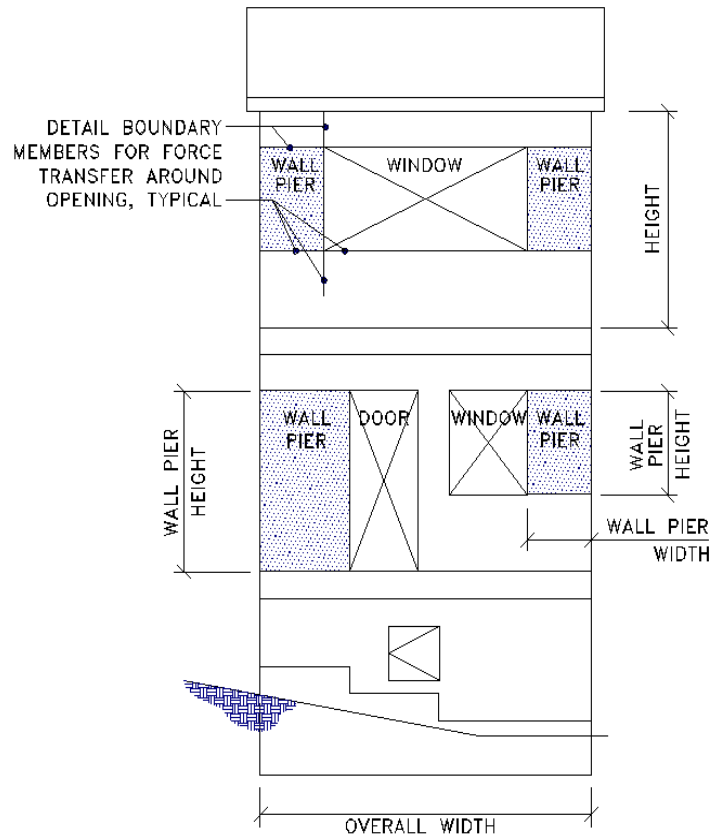 DETAIL BOUNDARY
MEMBERS FOR FORCE
TRANSFER AROUND
OPENING, TYPICAL
WALL
PIER
WINDOW
WALL
PIER
HEIGHT
WALL PIER
HEIGHT
WALL
PIER
DOOR
WINDOW
WALL
PIER
WALL
PIER
HEIGHT
WALL PIER
WIDTH
OVERALL WIDTH